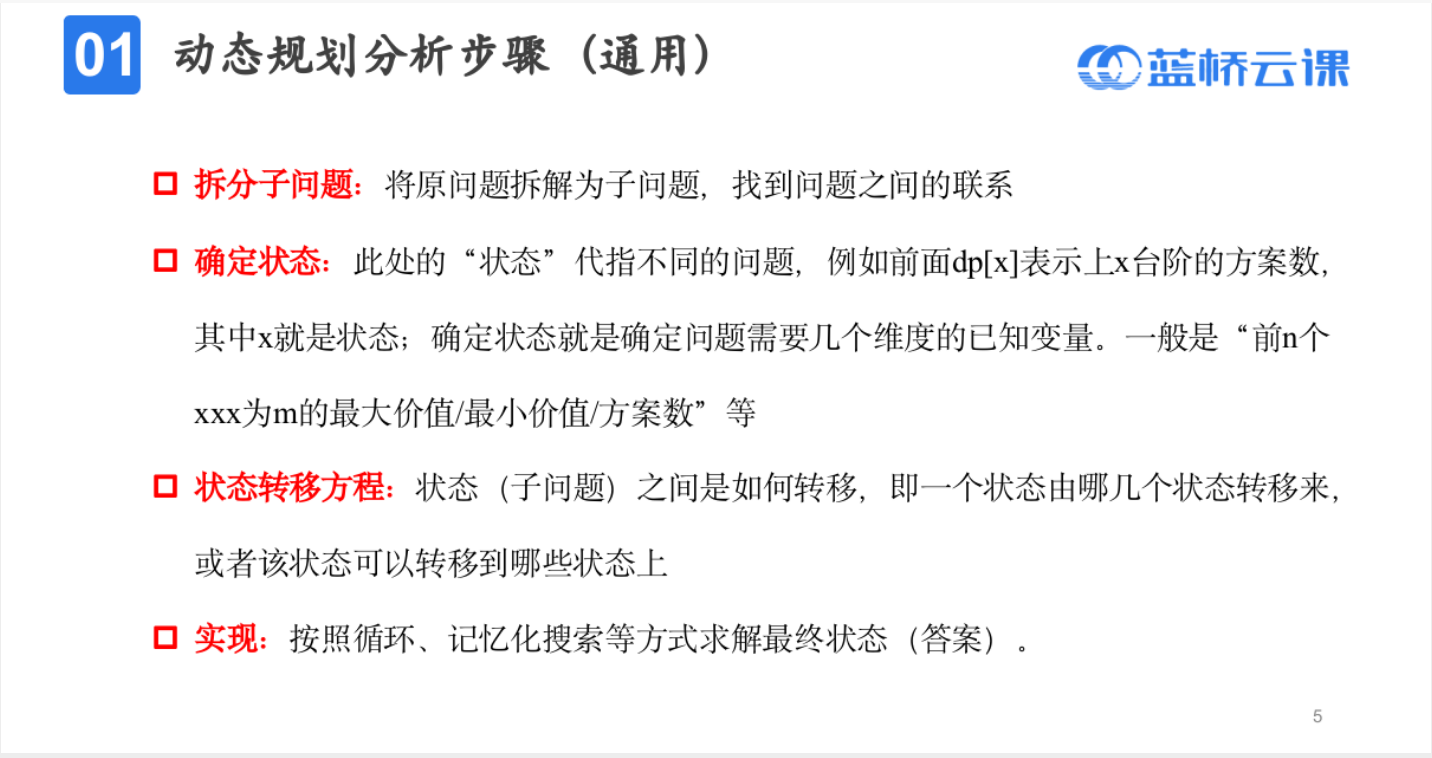 01 动态规划分析步骤（通用）
蓝桥云课
拆分子问题：将原问题拆解为子问题，找到问题之间的联系
确定状态：此处的“状态”代指不同的问题，例如前面dp[x]表示上x台阶的方案数，
其中x就是状态；确定状态就是确定问题需要几个维度的已知变量。一般是“前n个
xxx为m的最大价值/最小价值/方案数”等
状态转移方程：状态（子问题）之间是如何转移，即一个状态由哪几个状态转移来，
或者该状态可以转移到哪些状态上
实现：按照循环、记忆化搜索等方式求解最终状态（答案）。
5